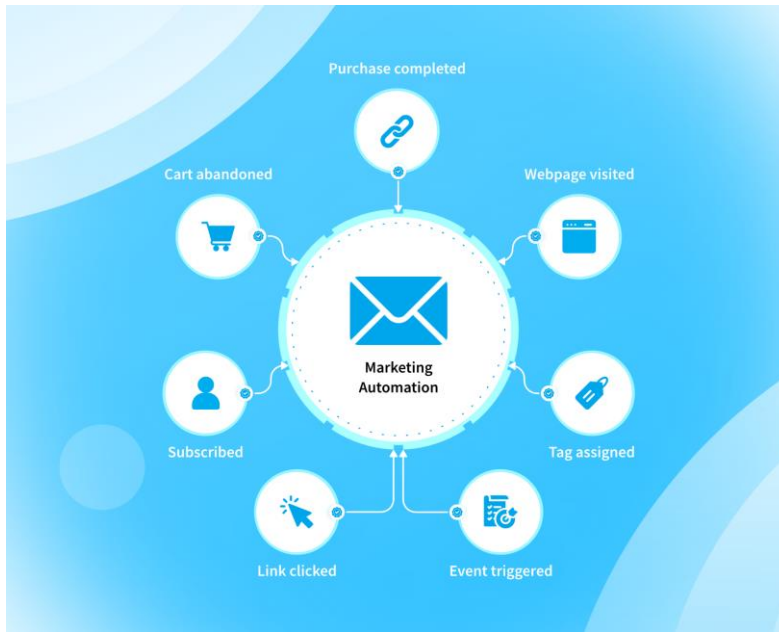 Purchase completed
Cart abandoned
Webpage visited
Marketing
Automation
Subscribed
Tag assigned
Link clicked
Event triggered